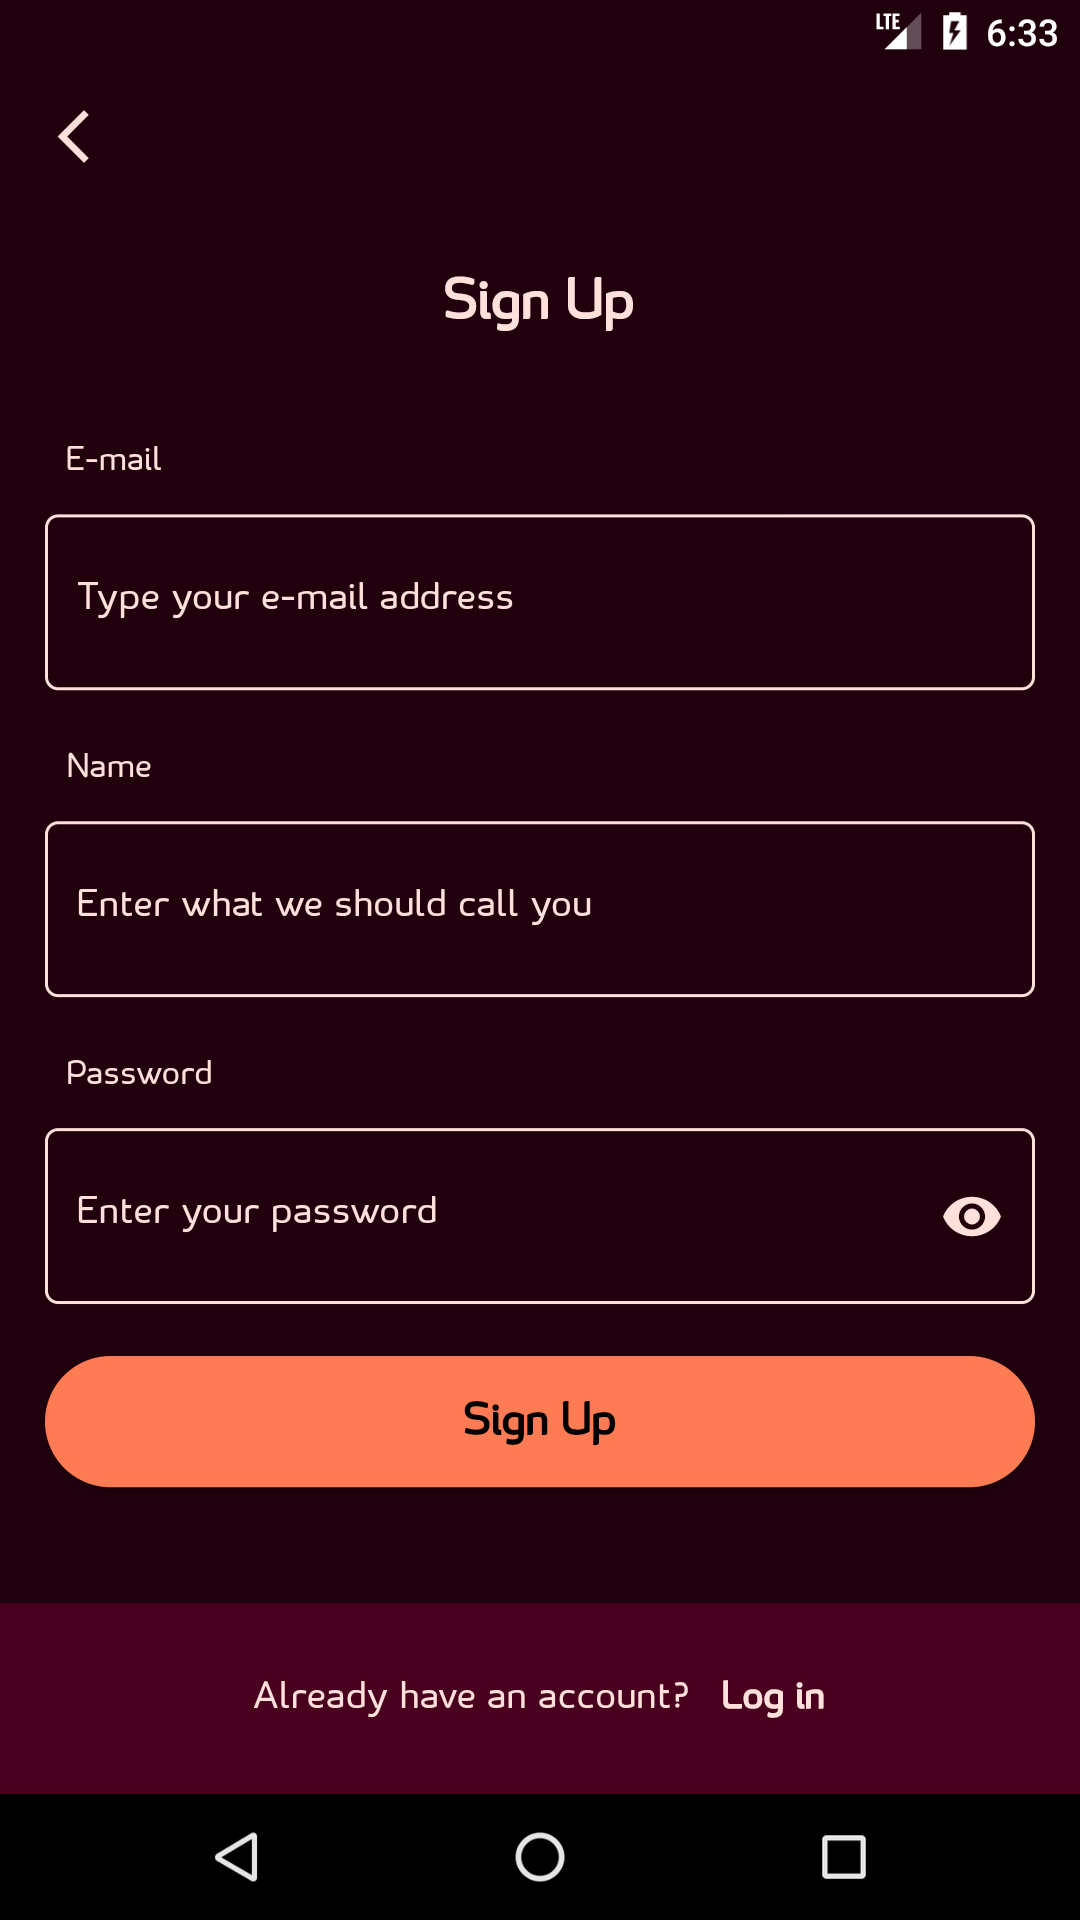 LTE 6:33
Sign Up
E-mail
Type your e-mail address
Name
Enter what we should call you
Password
Enter your password
Sign Up
Already have an account? Log in